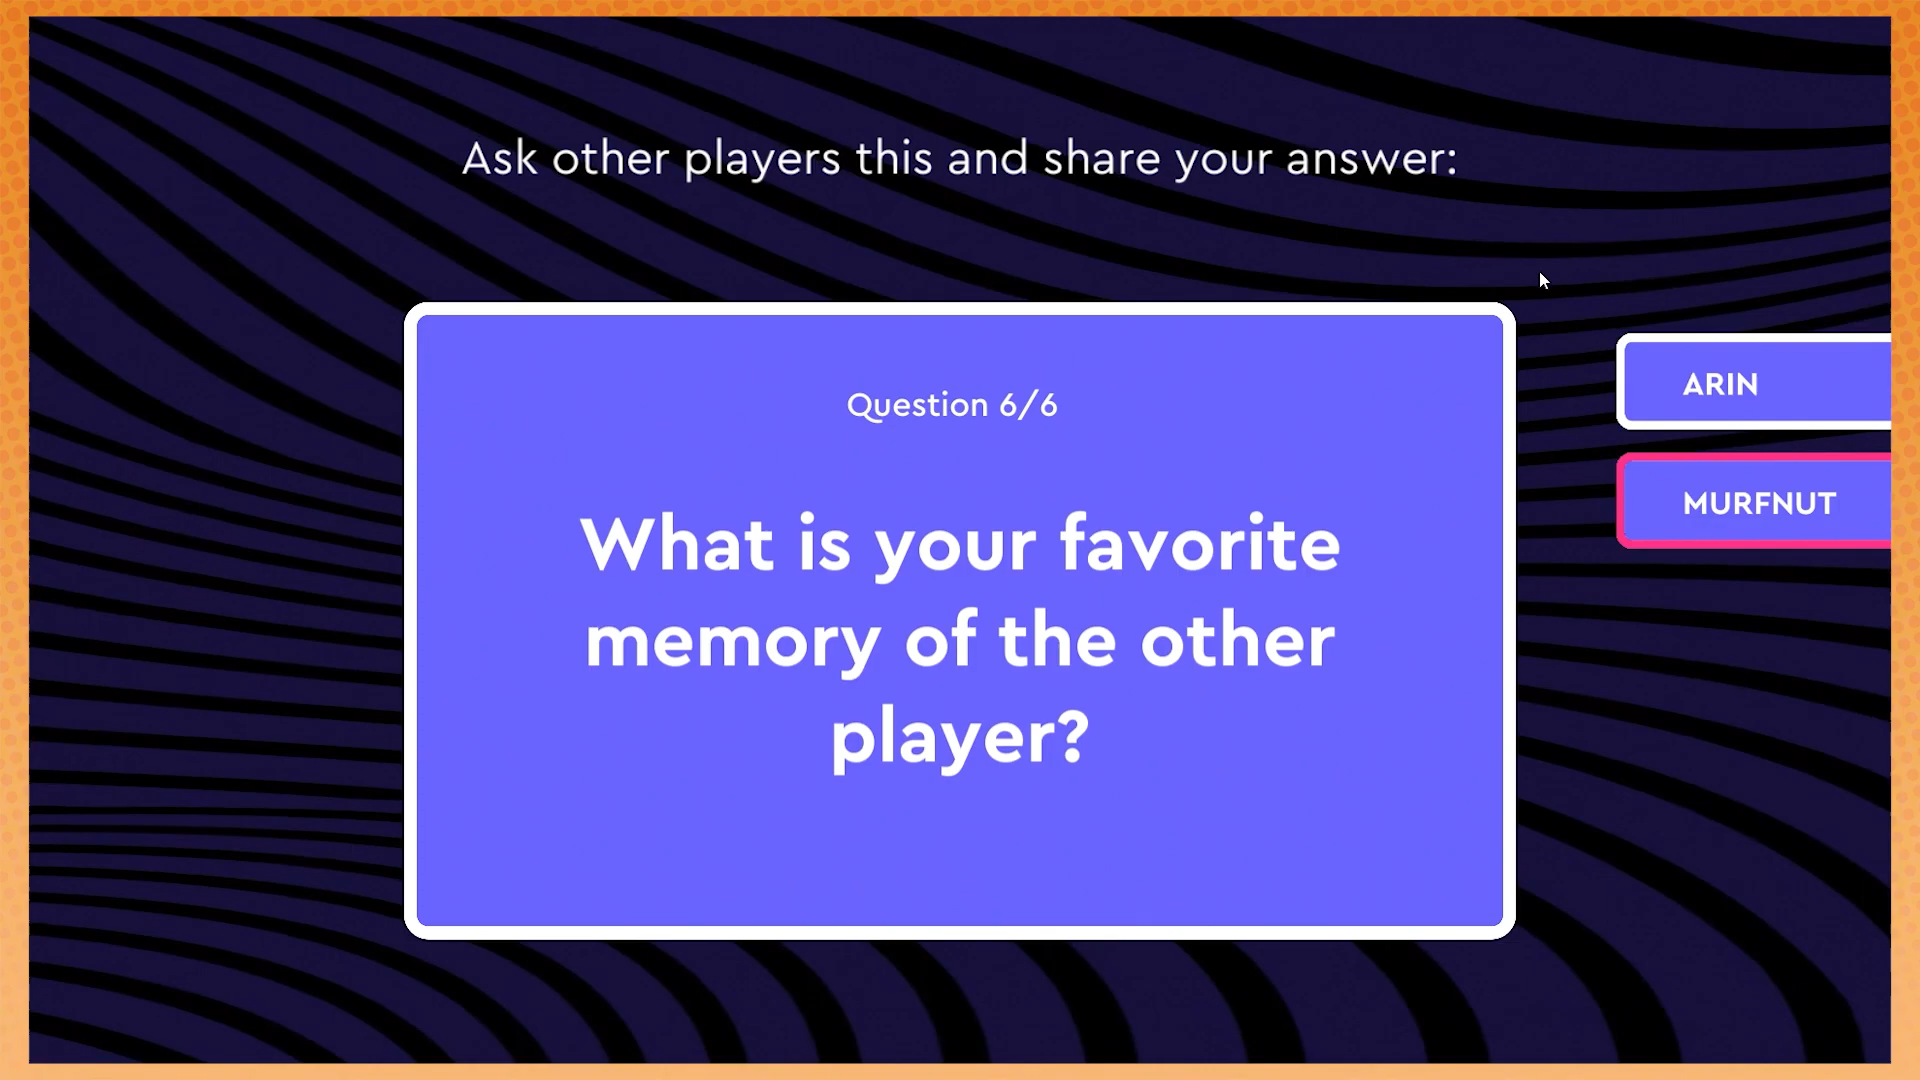 Ask other players this and share your answer:
Question 6/6
What is your favorite
memory of the other
player?
ARIN
MURFNUT